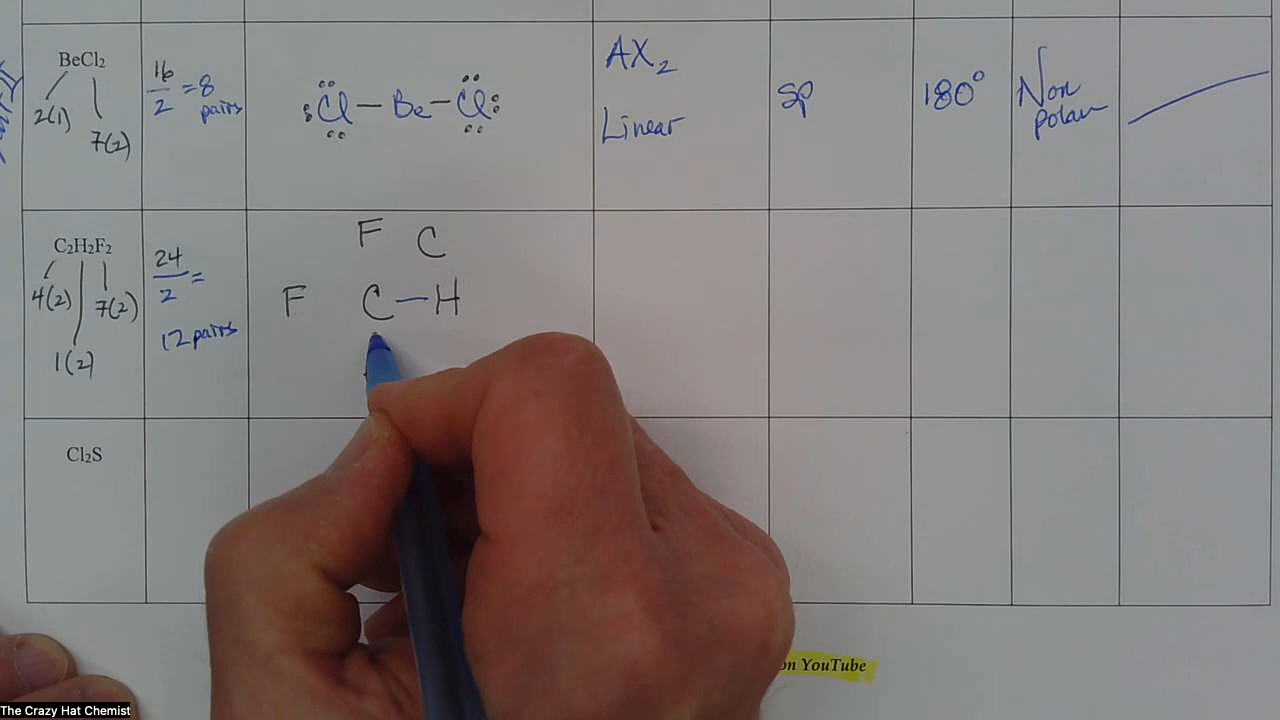 BeCl₂
2(1)
7(2)
16
2
=8
pairs
Cl — Be — Cl
AX₂
Linear
sp
180°
Non
polar
C₂H₂F₂
4(2)
7(2)
1(2)
24
2
=
12 pairs
F C
F C — H
Cl₂S
on YouTube
The Crazy Hat Chemist